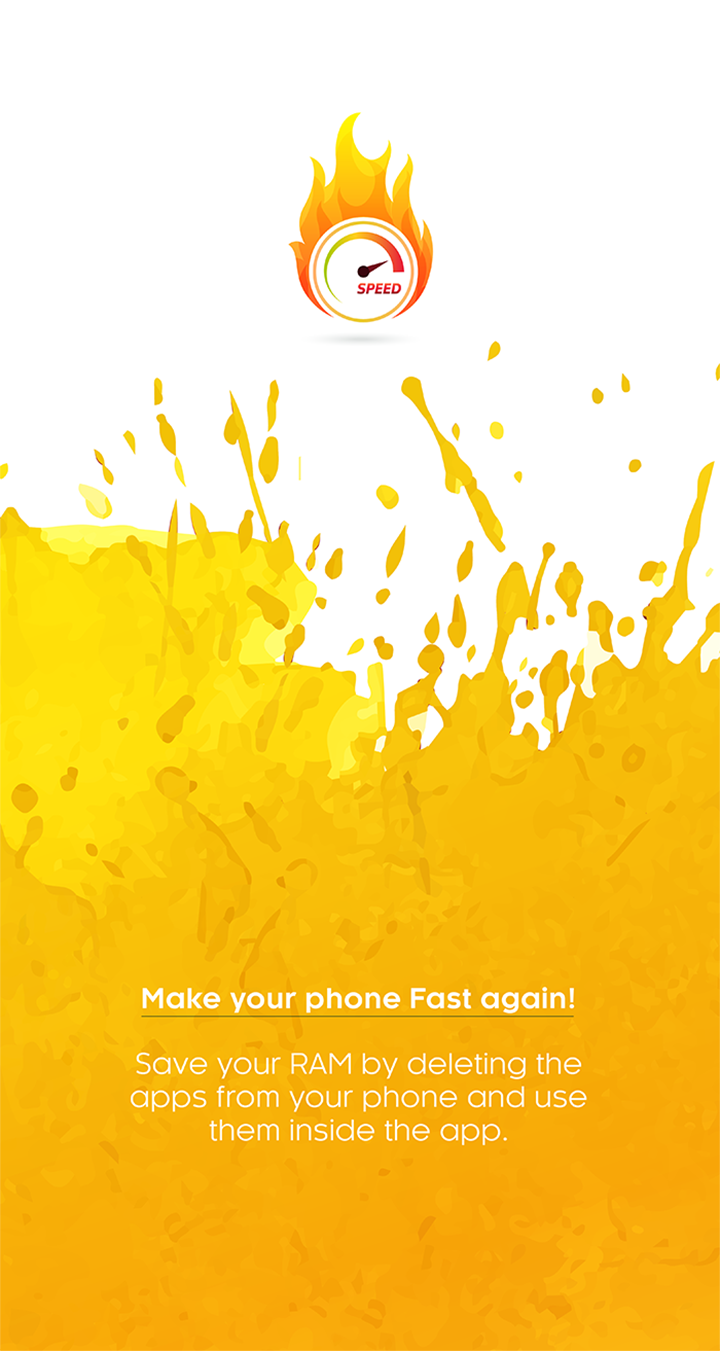 SPEED
Make your phone Fast again!
Save your RAM by deleting the
apps from your phone and use
them inside the app.